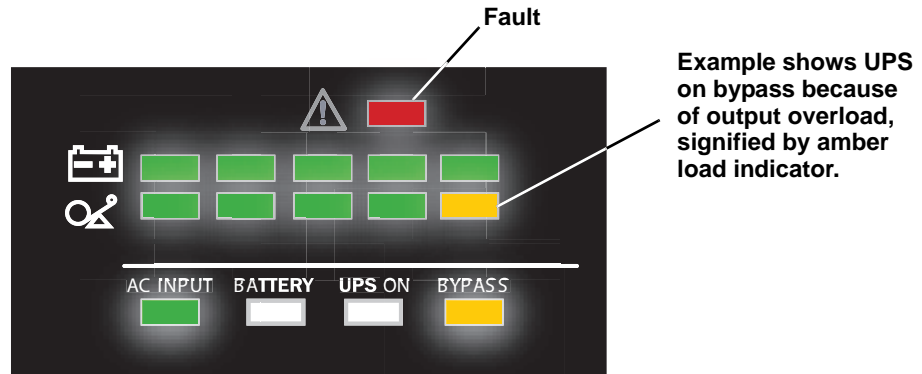 Fault
Example shows UPS
on bypass because
of output overload,
signified by amber
load indicator.
AC INPUT BATTERY UPS ON BYPASS